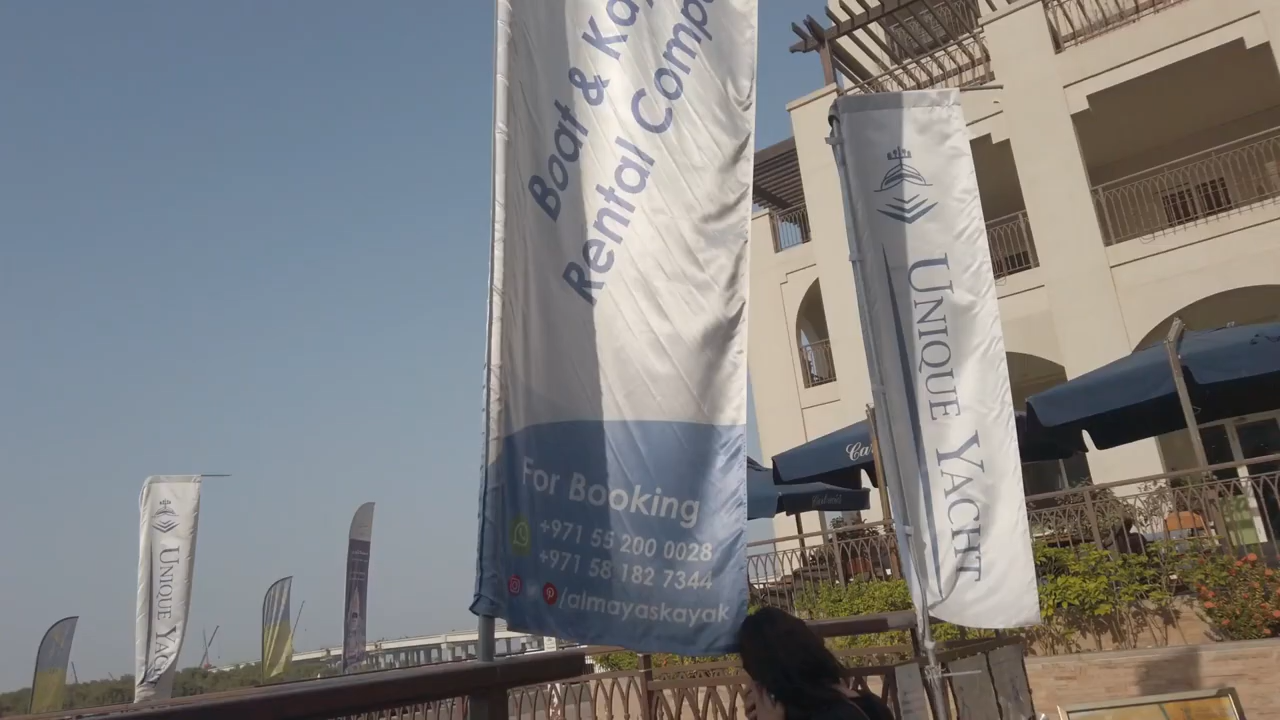 Boat & Ka
Rental Comp
For Booking
+971 55 200 0028
+971 58 182 7344
/almayaskayak
UNIQUE YACHT
UNIQUE YAC
Car